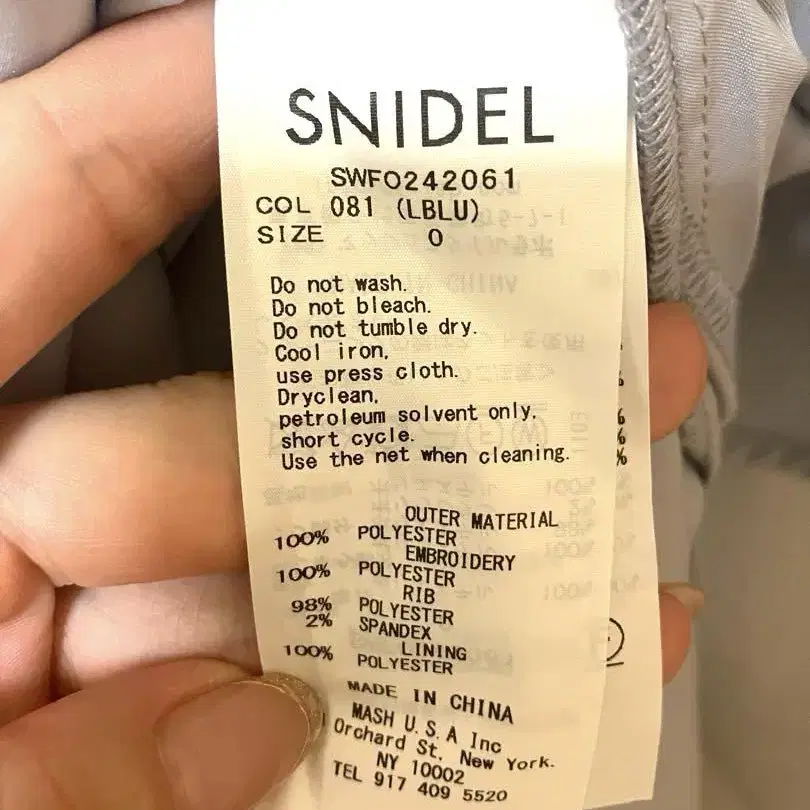 SNIDEL
SWFO242061
COL 081 (LBLU)
SIZE 0
Do not wash.
Do not bleach.
Do not tumble dry.
Cool iron,
use press cloth.
Dryclean,
petroleum solvent only,
short cycle.
Use the net when cleaning.
OUTER MATERIAL
100% POLYESTER
EMBROIDERY
100% POLYESTER
RIB
98% POLYESTER
2% SPANDEX
LINING
100% POLYESTER
MADE IN CHINA
MASH U.S.A Inc
Orchard St, New York.
NY 10002
TEL 917 409 5520